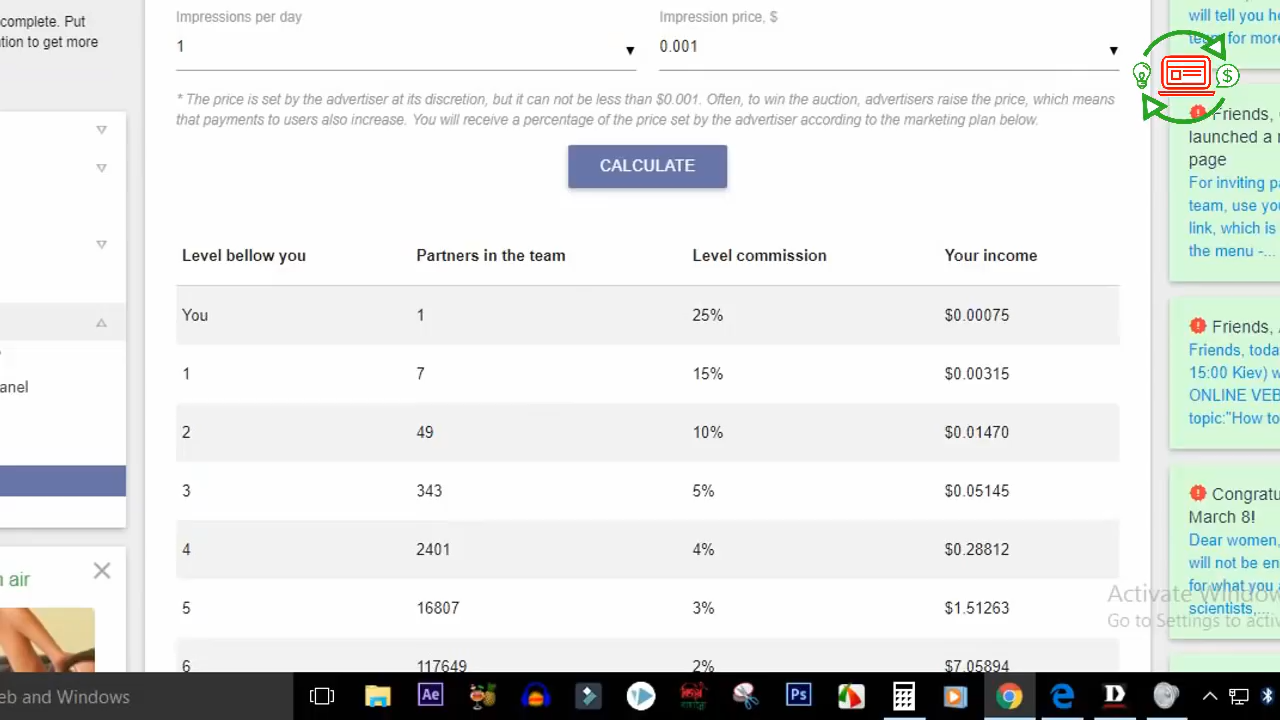 complete. Put
tion to get more
Impressions per day
1
Impression price, $
0.001
* The price is set by the advertiser at its discretion, but it can not be less than $0.001. Often, to win the auction, advertisers raise the price, which means
that payments to users also increase. You will receive a percentage of the price set by the advertiser according to the marketing plan below.
CALCULATE
Level bellow you Partners in the team Level commission Your income
You 1 25% $0.00075
1 7 15% $0.00315
2 49 10% $0.01470
3 343 5% $0.05145
4 2401 4% $0.28812
5 16807 3% $1.51263
6 117649 2% $7.05894
anel
n air
will tell you
team for more
Friends,
launched a
page
For inviting
team, use
link, which is
the menu -...
Friends,
Friends, toda
15:00 Kiev) w
ONLINE VEB
topic:"How to
Congratu
March 8!
Dear women,
will not be en
for what you
scientists,...
Activate Window
Go to Settings to activ
eb and Windows
Ae
Ps
D